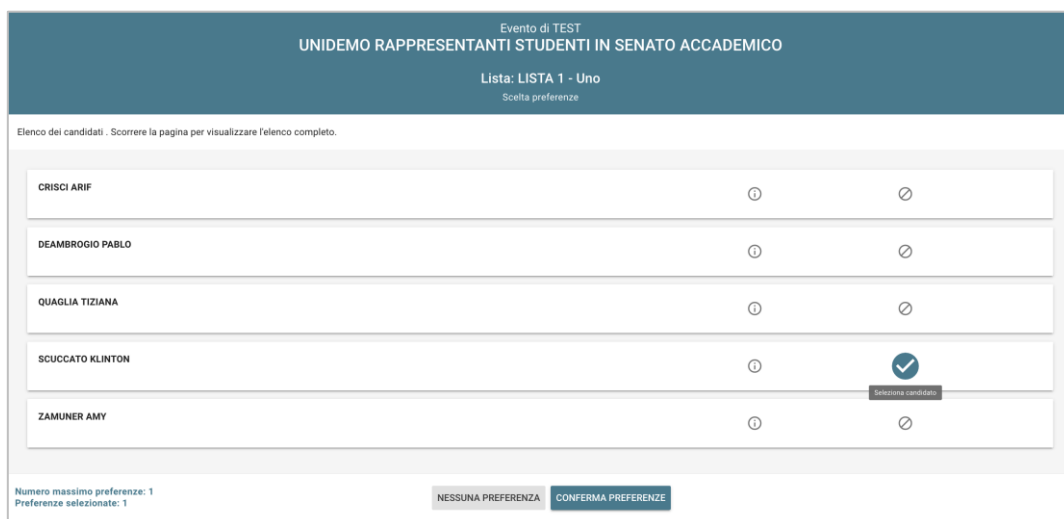 Evento di TEST
UNIDEMO RAPPRESENTANTI STUDENTI IN SENATO ACCADEMICO
Lista: LISTA 1 - Uno
Scelta preferenze
Elenco dei candidati . Scorrere la pagina per visualizzare l'elenco completo.
CRISCI ARIF
DEAMBROGIO PABLO
QUAGLIA TIZIANA
SCUCCATO KLINTON
Seleziona candidato
ZAMUNER AMY
Numero massimo preferenze: 1
Preferenze selezionate: 1
NESSUNA PREFERENZA CONFERMA PREFERENZE